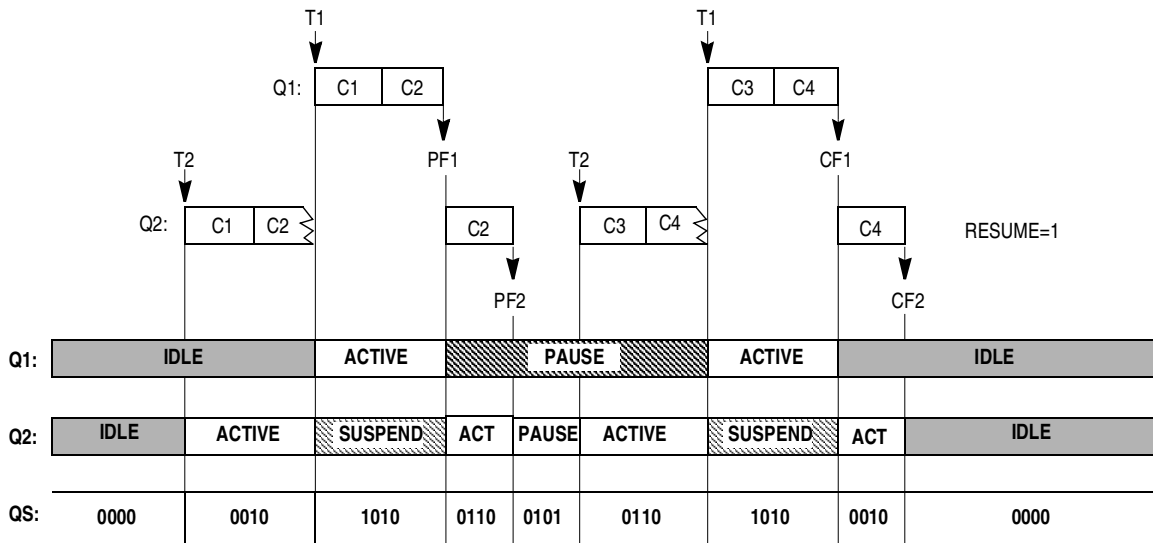 T1 T1
Q1: C1 C2 C3 C4
T2 PF1 T2 CF1
Q2: C1 C2 C2 C3 C4 C4 RESUME=1
PF2 CF2
Q1: IDLE ACTIVE PAUSE ACTIVE IDLE
Q2: IDLE ACTIVE SUSPEND ACT PAUSE ACTIVE SUSPEND ACT IDLE
QS: 0000 0010 1010 0110 0101 0110 1010 0010 0000